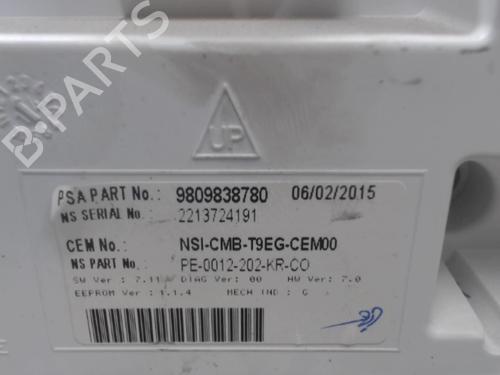 UP
B-PARTS
PSA PART No.: 9809838780 06/02/2015
NS SERIAL No.: 2213724191
CEM No.: NSI-CMB-T9EG-CEM00
NS PART No.: PE-0012-202-KR-CO
SW Ver : 7.11 DIAG Ver: 00 HW Ver: 7.0
EEPROM Ver : 1.1.4 MECH IND : G